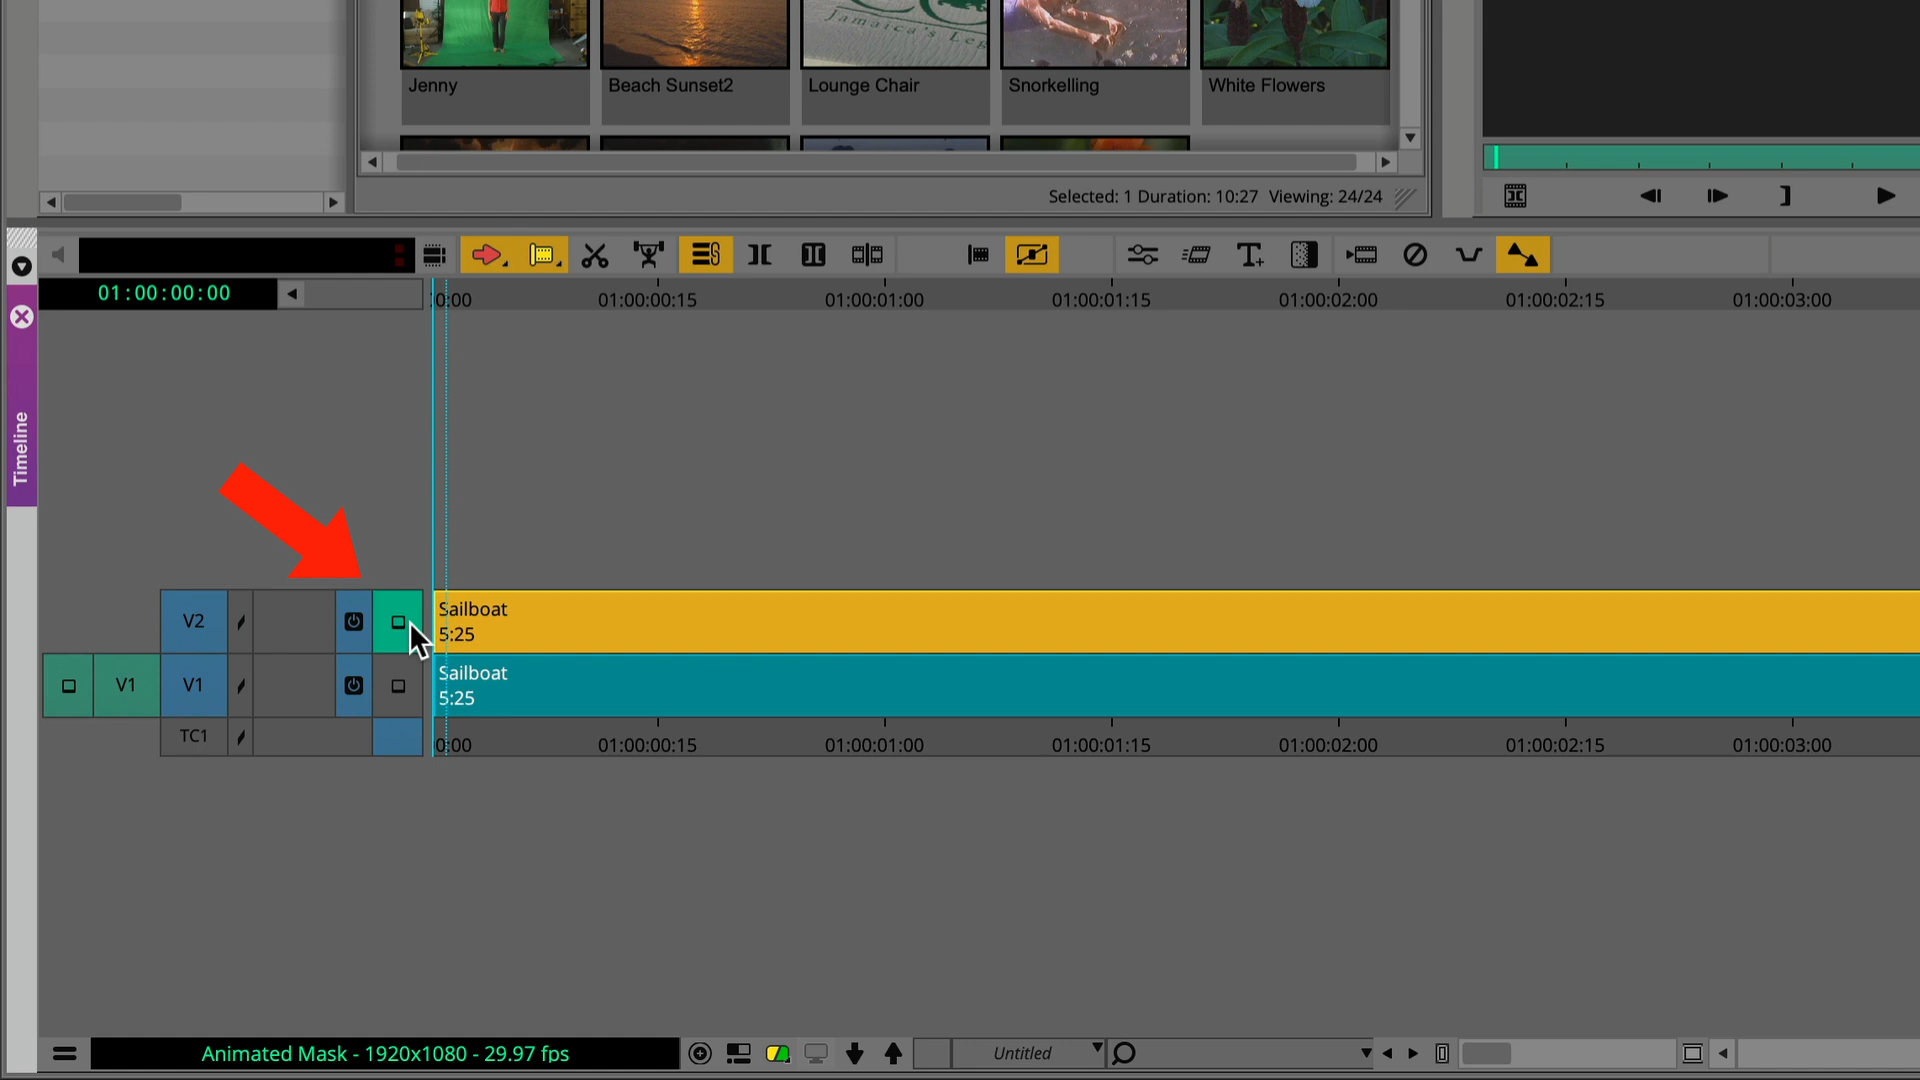 Jamaica's Leg
Jenny
Beach Sunset2
Lounge Chair
Snorkelling
White Flowers
Selected: 1 Duration: 10:27 Viewing: 24/24
01:00:00:00
0:00
01:00:00:15
01:00:01:00
01:00:01:15
01:00:02:00
01:00:02:15
01:00:03:00
Timeline
V2
Sailboat
5:25
V1
V1
Sailboat
5:25
TC1
0:00
01:00:00:15
01:00:01:00
01:00:01:15
01:00:02:00
01:00:02:15
01:00:03:00
Animated Mask - 1920x1080 - 29.97 fps
Untitled